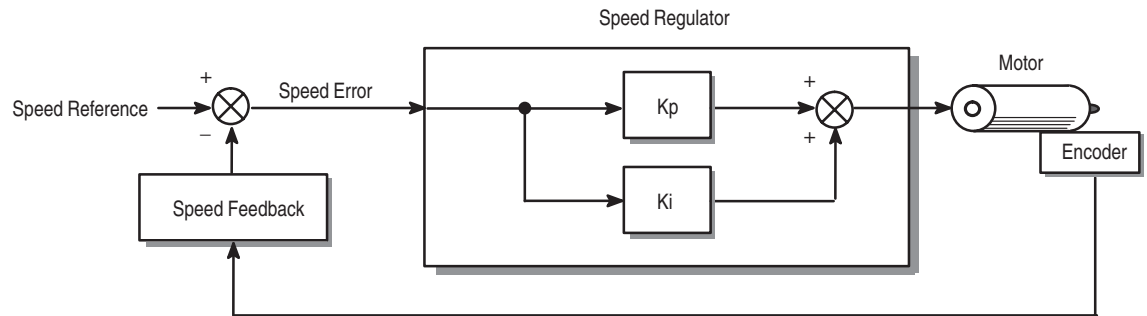 Speed Regulator
Motor
Speed Reference
+
−
Speed Error
Kp
+
+
Encoder
Speed Feedback
Ki